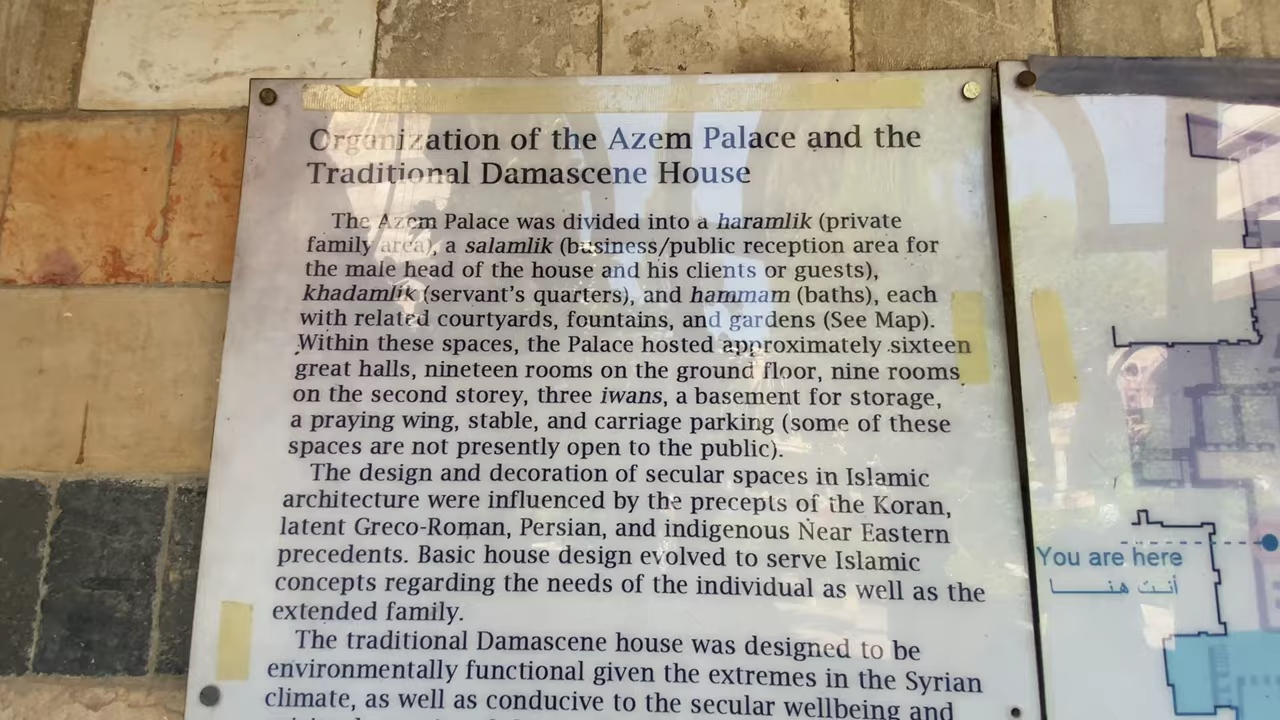 Organization of the Azem Palace and the
Traditional Damascene House
The Azem Palace was divided into a haramlik (private
family area), a salamlik (business/public reception area for
the male head of the house and his clients or guests),
khadamlik (servant's quarters), and hammam (baths), each
with related courtyards, fountains, and gardens (See Map).
Within these spaces, the Palace hosted approximately sixteen
great halls, nineteen rooms on the ground floor, nine rooms
on the second storey, three iwans, a basement for storage,
a praying wing, stable, and carriage parking (some of these
spaces are not presently open to the public).
The design and decoration of secular spaces in Islamic
architecture were influenced by the precepts of the Koran,
latent Greco-Roman, Persian, and indigenous Near Eastern
precedents. Basic house design evolved to serve Islamic
concepts regarding the needs of the individual as well as the
extended family.
The traditional Damascene house was designed to be
environmentally functional given the extremes in the Syrian
climate, as well as conducive to the secular wellbeing and
You are here
أنت هنــــــا